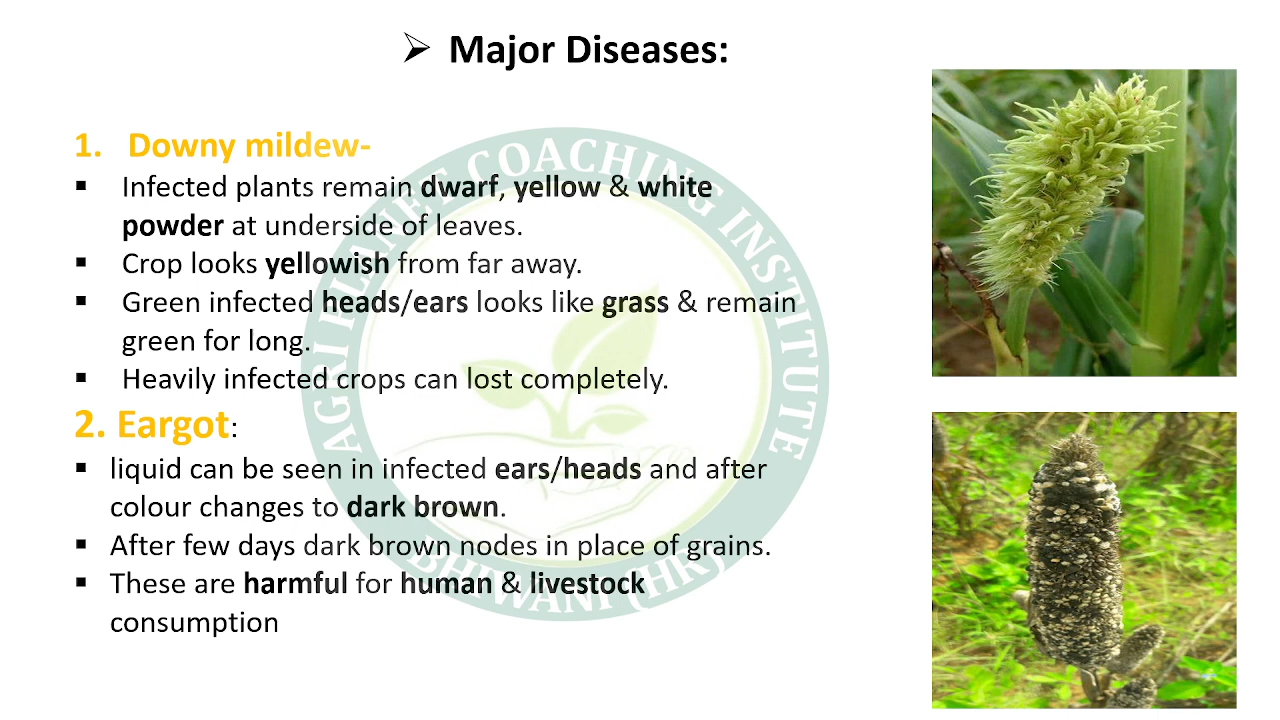 ➢ Major Diseases:
1. Downy mildew-
▪ Infected plants remain dwarf, yellow & white
powder at underside of leaves.
▪ Crop looks yellowish from far away.
▪ Green infected heads/ears looks like grass & remain
green for long.
▪ Heavily infected crops can lost completely.
2. Eargot:
▪ liquid can be seen in infected ears/heads and after
colour changes to dark brown.
▪ After few days dark brown nodes in place of grains.
▪ These are harmful for human & livestock
consumption
AGRI PLANET COACHING INSTITUTE
BHIWANI (HR)